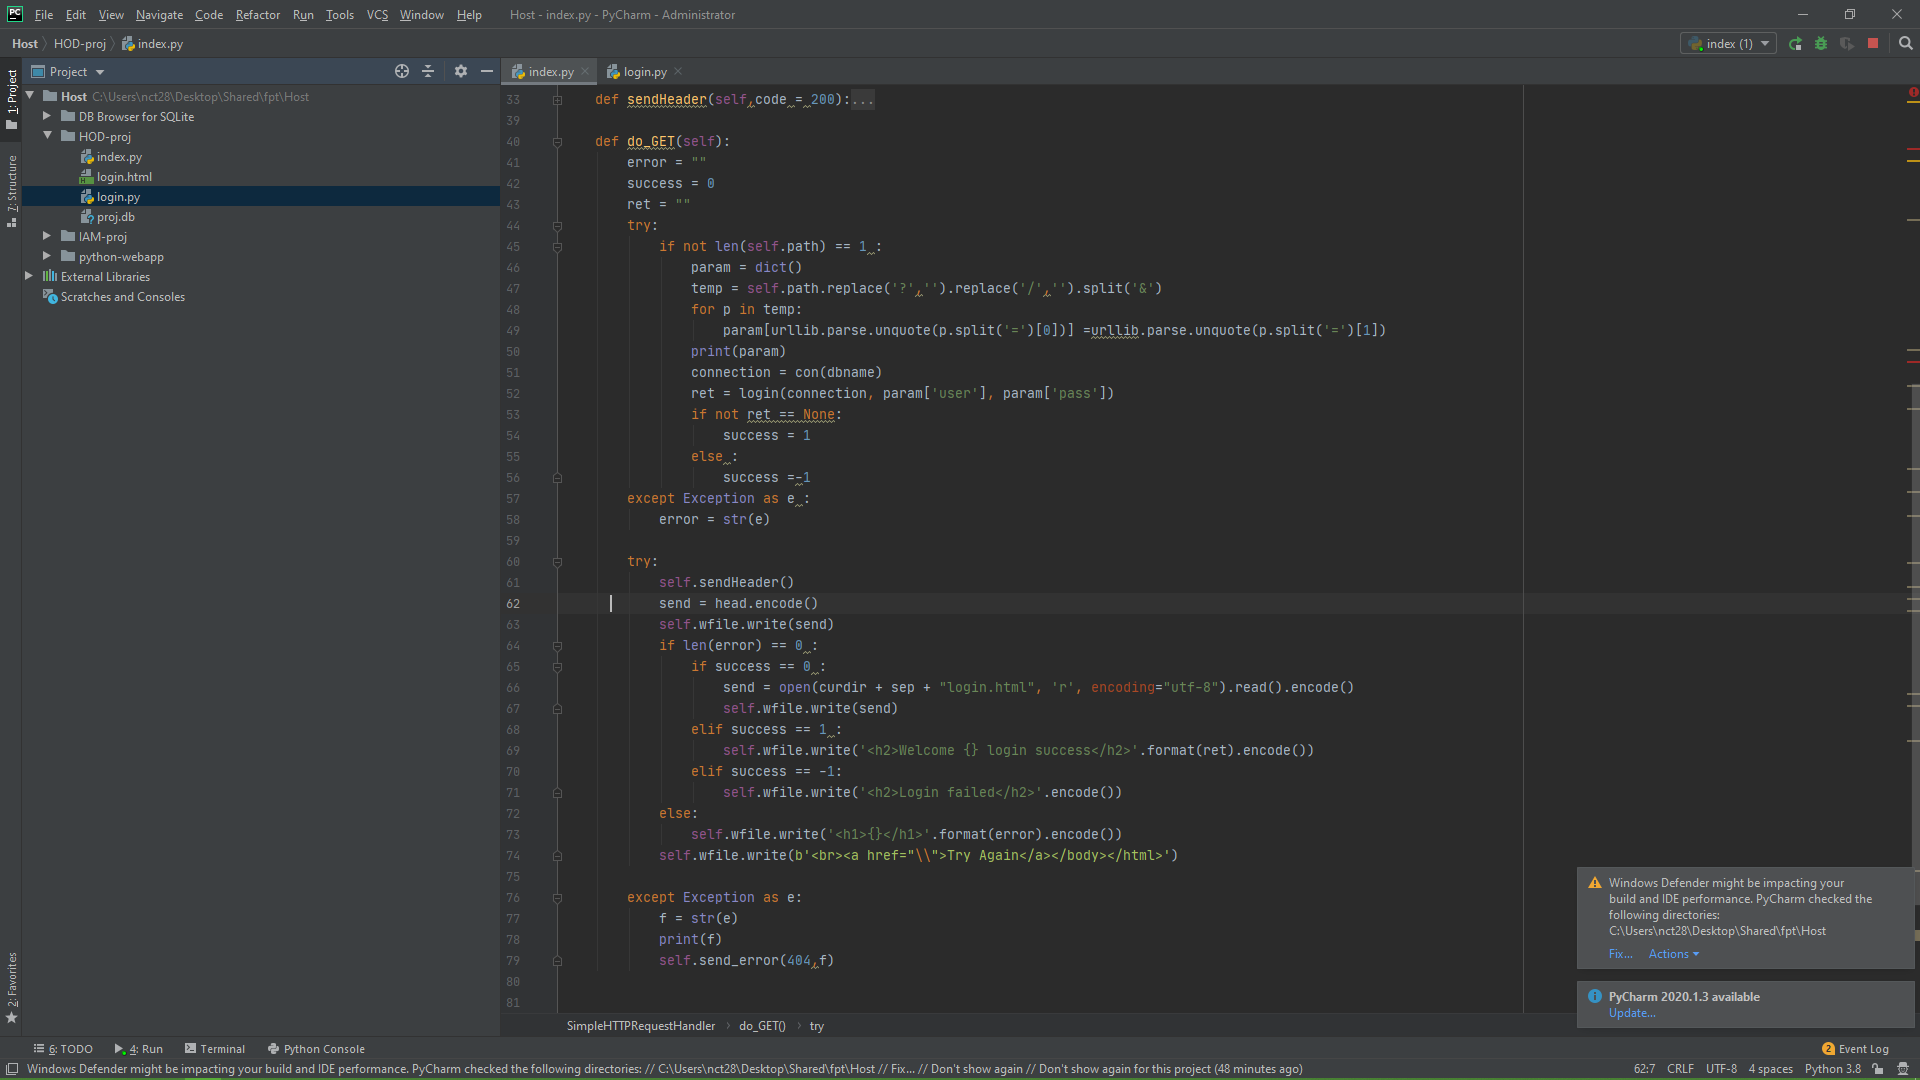 PC File Edit View Navigate Code Refactor Run Tools VCS Window Help Host - index.py - PyCharm - Administrator
Host HOD-proj index.py index (1)
Project index.py login.py
Host C:\Users\nct28\Desktop\Shared\fpt\Host
DB Browser for SQLite
HOD-proj
index.py
login.html
login.py
proj.db
IAM-proj
python-webapp
External Libraries
Scratches and Consoles
1: Project
7: Structure
2: Favorites
33 def sendHeader(self,code = 200):...
39
40 def do_GET(self):
41 error = ""
42 success = 0
43 ret = ""
44 try:
45 if not len(self.path) == 1 :
46 param = dict()
47 temp = self.path.replace('?','').replace('/','').split('&')
48 for p in temp:
49 param[urllib.parse.unquote(p.split('=')[0])] =urllib.parse.unquote(p.split('=')[1])
50 print(param)
51 connection = con(dbname)
52 ret = login(connection, param['user'], param['pass'])
53 if not ret == None:
54 success = 1
55 else :
56 success =-1
57 except Exception as e :
58 error = str(e)
59
60 try:
61 self.sendHeader()
62 send = head.encode()
63 self.wfile.write(send)
64 if len(error) == 0 :
65 if success == 0 :
66 send = open(curdir + sep + "login.html", 'r', encoding="utf-8").read().encode()
67 self.wfile.write(send)
68 elif success == 1 :
69 self.wfile.write('<h2>Welcome {} login success</h2>'.format(ret).encode())
70 elif success == -1:
71 self.wfile.write('<h2>Login failed</h2>'.encode())
72 else:
73 self.wfile.write('<h1>{}</h1>'.format(error).encode())
74 self.wfile.write(b'<br><a href="\\">Try Again</a></body></html>')
75
76 except Exception as e:
77 f = str(e)
78 print(f)
79 self.send_error(404,f)
80
81
Windows Defender might be impacting your
build and IDE performance. PyCharm checked the
following directories:
C:\Users\nct28\Desktop\Shared\fpt\Host
Fix... Actions
PyCharm 2020.1.3 available
Update...
SimpleHTTPRequestHandler do_GET() try
6: TODO 4: Run Terminal Python Console 2 Event Log
Windows Defender might be impacting your build and IDE performance. PyCharm checked the following directories: // C:\Users\nct28\Desktop\Shared\fpt\Host // Fix... // Don't show again // Don't show again for this project (48 minutes ago) 62:7 CRLF UTF-8 4 spaces Python 3.8